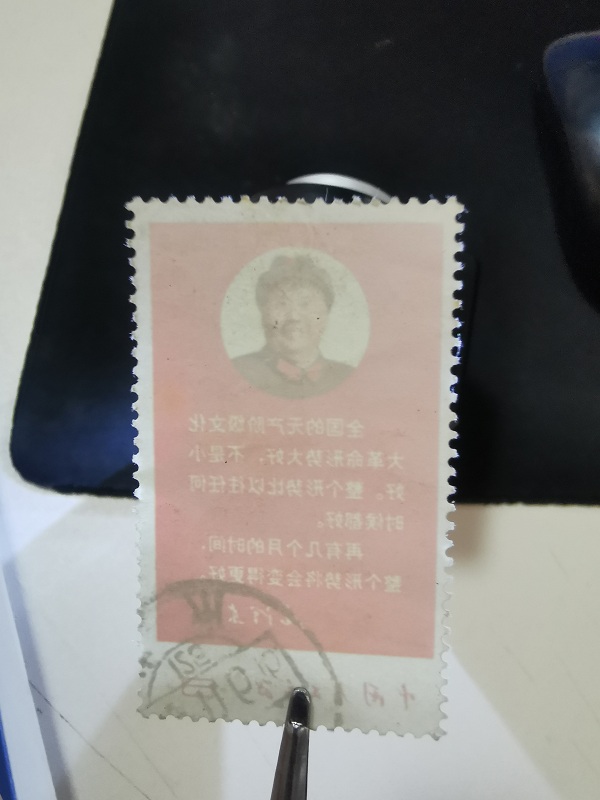 全国的无产阶级文化
大革命形势大好，不是小
好。整个形势比以往任何
时候都好。
再有几个月的时间，
整个形势将会变得更好。
中国